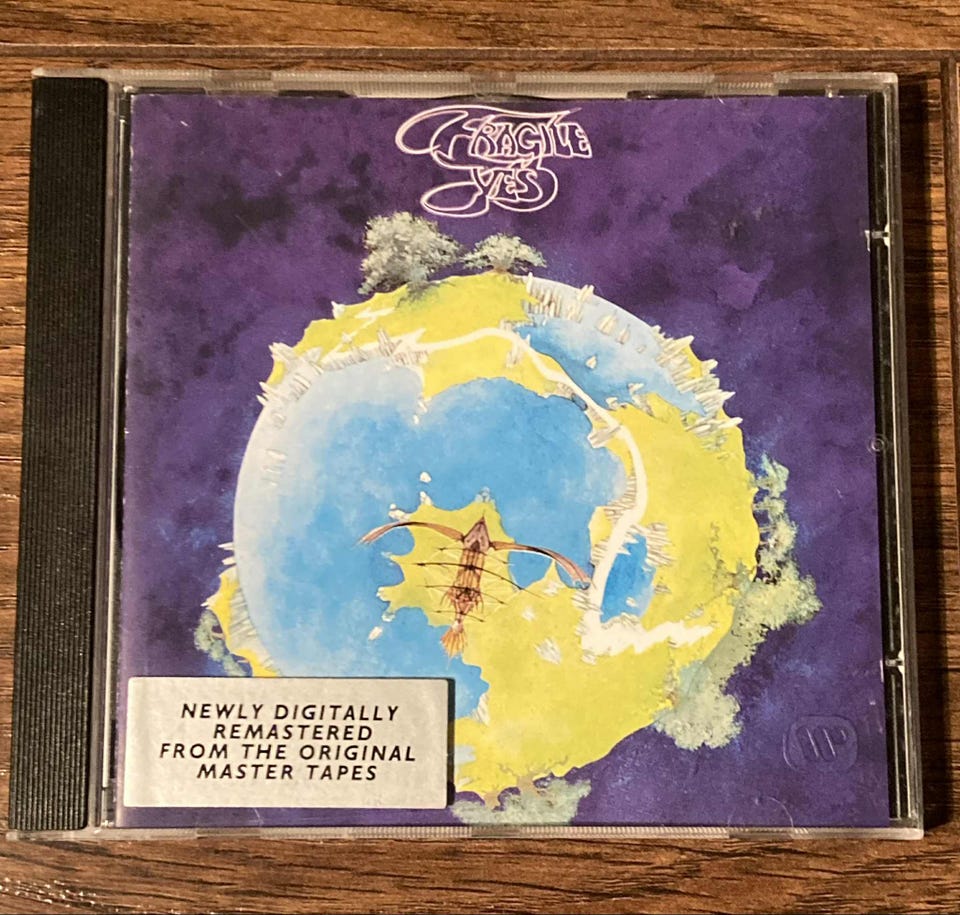 FRAGILE
YES
NEWLY DIGITALLY
REMASTERED
FROM THE ORIGINAL
MASTER TAPES